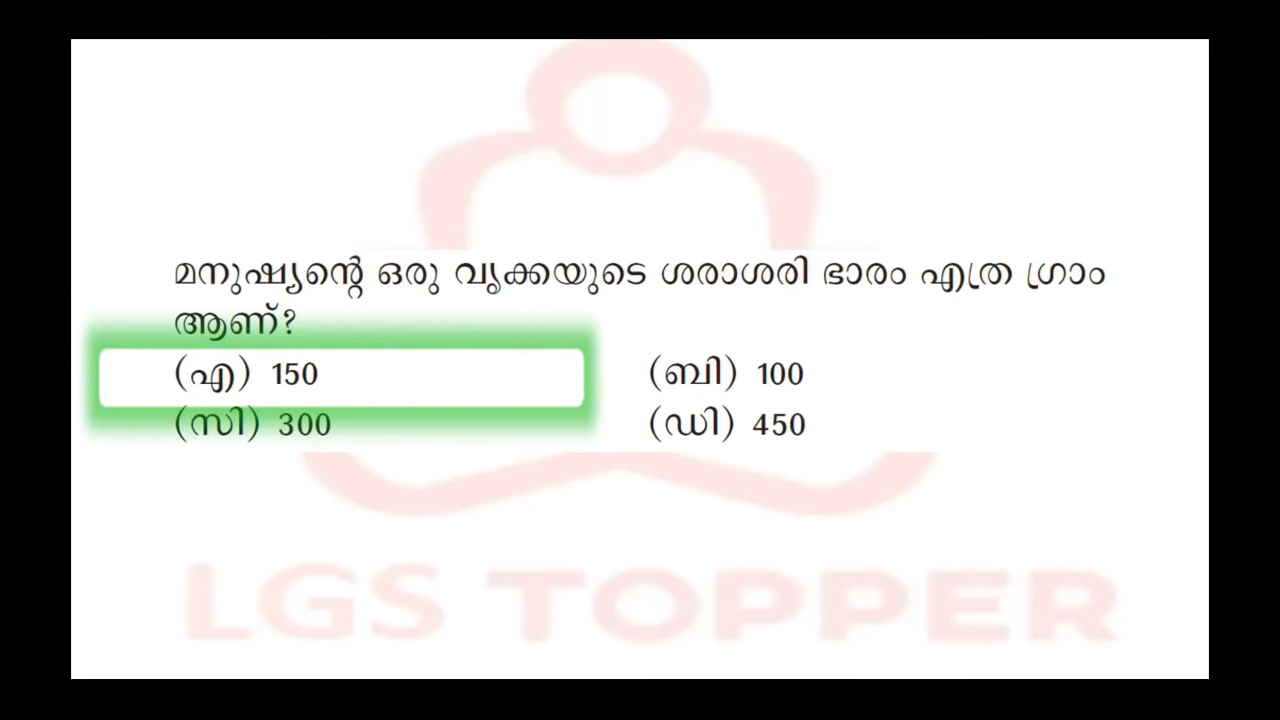 മനുഷ്യന്റെ ഒരു വൃക്കയുടെ ശരാശരി ഭാരം എത്ര ഗ്രാം
ആണ്?
(എ) 150 (ബി) 100
(സി) 300 (ഡി) 450
LGS TOPPER